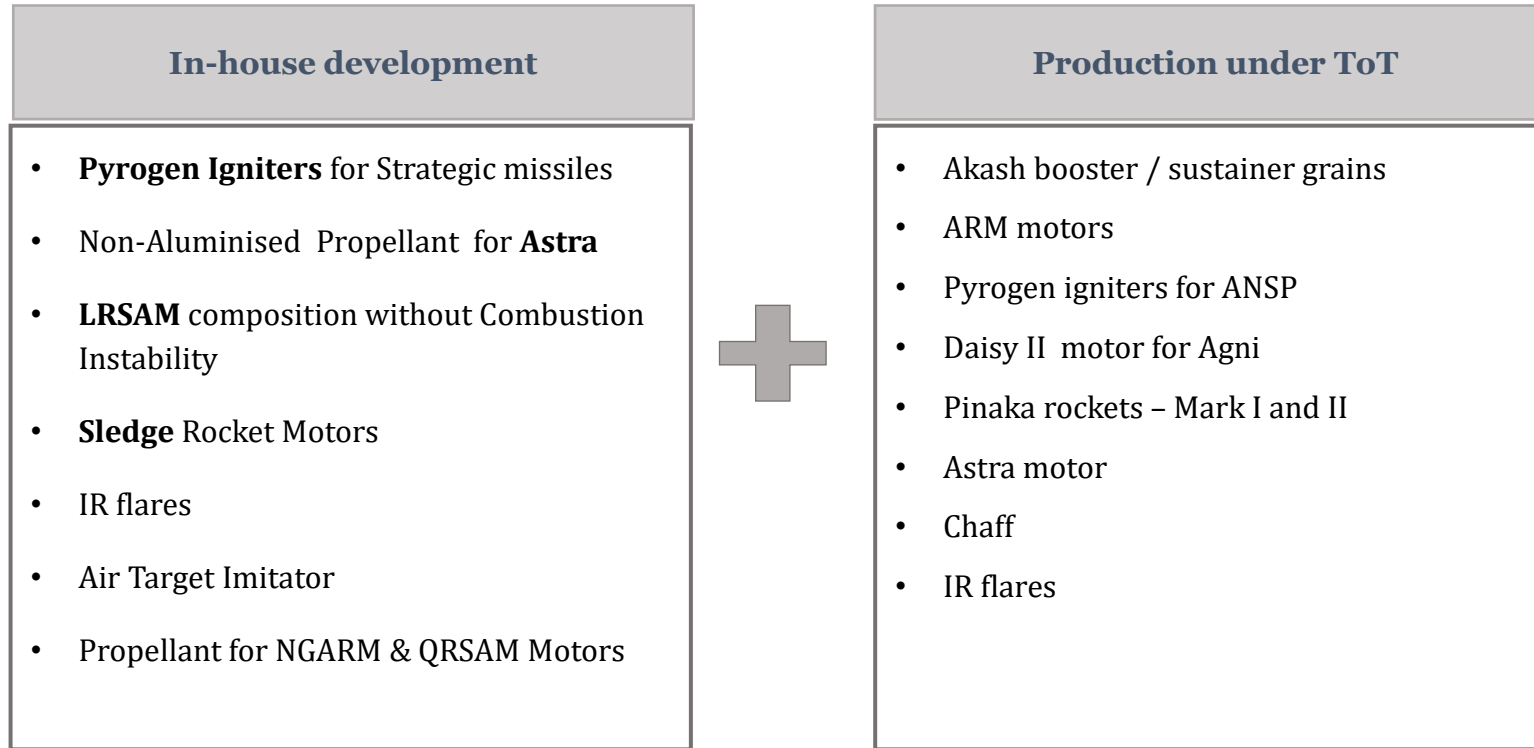 In-house development
• Pyrogen Igniters for Strategic missiles
• Non-Aluminised Propellant for Astra
• LRSAM composition without Combustion
Instability
• Sledge Rocket Motors
• IR flares
• Air Target Imitator
• Propellant for NGARM & QRSAM Motors
Production under ToT
• Akash booster / sustainer grains
• ARM motors
• Pyrogen igniters for ANSP
• Daisy II motor for Agni
• Pinaka rockets – Mark I and II
• Astra motor
• Chaff
• IR flares